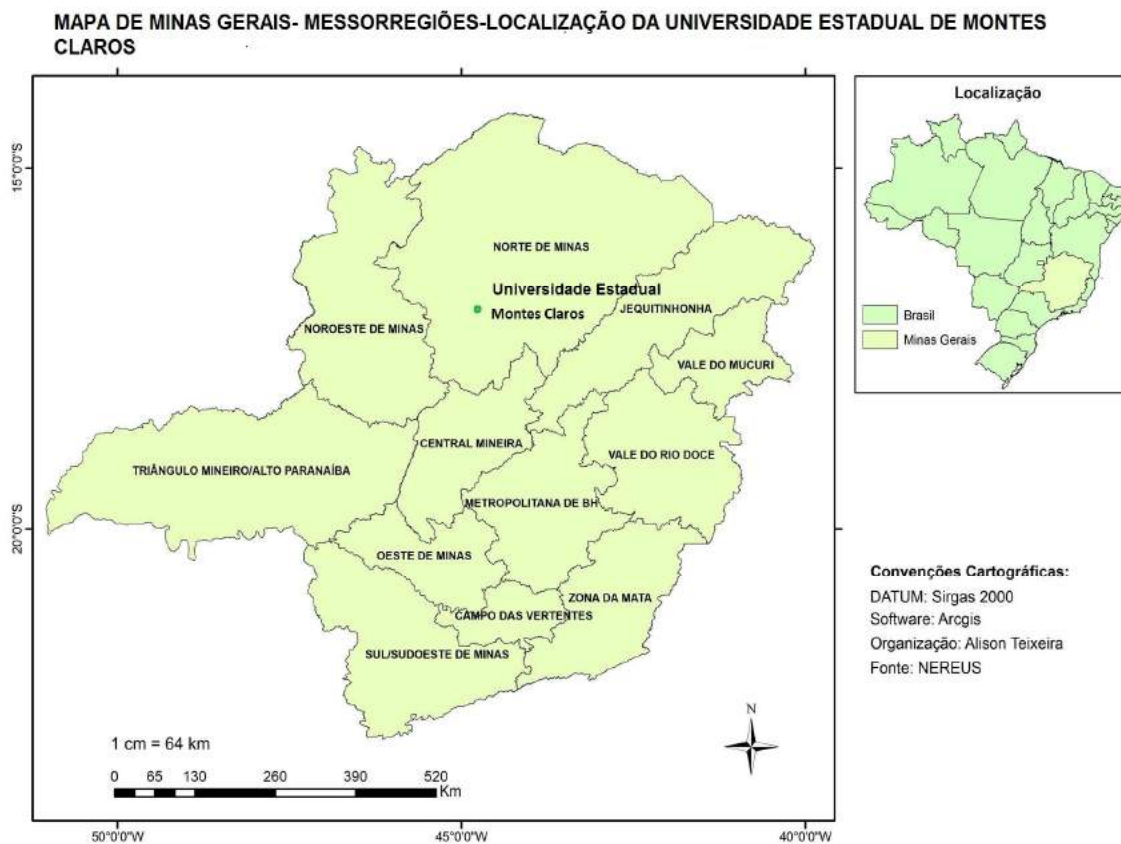 MAPA DE MINAS GERAIS- MESSORREGIÕES-LOCALIZAÇÃO DA UNIVERSIDADE ESTADUAL DE MONTES
CLAROS
15°0'0"S
20°0'0"S
NORTE DE MINAS
Universidade Estadual
Montes Claros
JEQUITINHONHA
NOROESTE DE MINAS
VALE DO MUCURI
CENTRAL MINEIRA
VALE DO RIO DOCE
TRIÂNGULO MINEIRO/ALTO PARANAÍBA
METROPOLITANA DE BH
OESTE DE MINAS
ZONA DA MATA
CAMPO DAS VERTENTES
SUL/SUDOESTE DE MINAS
N
1 cm = 64 km
0 65 130 260 390 520
Km
50°0'0"W 45°0'0"W 40°0'0"W
Localização
Brasil
Minas Gerais
Convenções Cartográficas:
DATUM: Sirgas 2000
Software: Arcgis
Organização: Alison Teixeira
Fonte: NEREUS